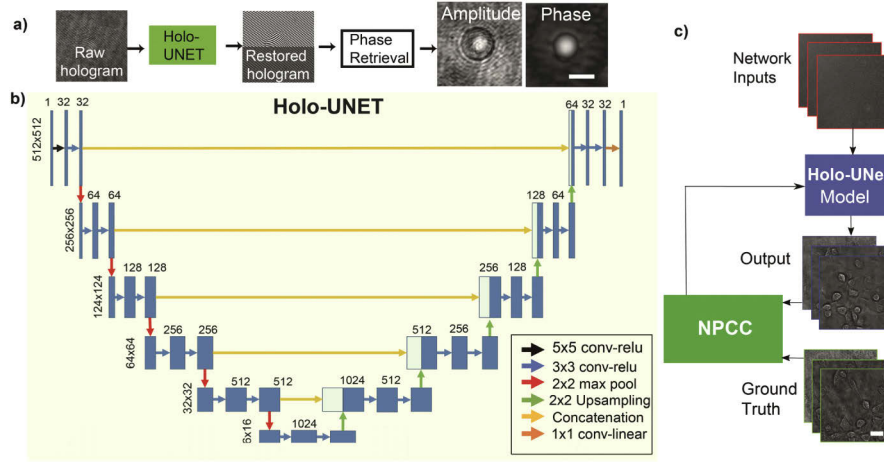 a)
Raw
hologram
Holo-
UNET
Restored
hologram
Phase
Retrieval
Amplitude
Phase
b)
Holo-UNET
1 32 32
512x512
64 32 32 1
64 64
256x256
128 64
128 128
124x124
256 128
256 256
64x64
512 256
512 512
32x32
1024 512
6x16
1024
5x5 conv-relu
3x3 conv-relu
2x2 max pool
2x2 Upsampling
Concatenation
1x1 conv-linear
c)
Network
Inputs
Holo-UNe
Model
Output
NPCC
Ground
Truth